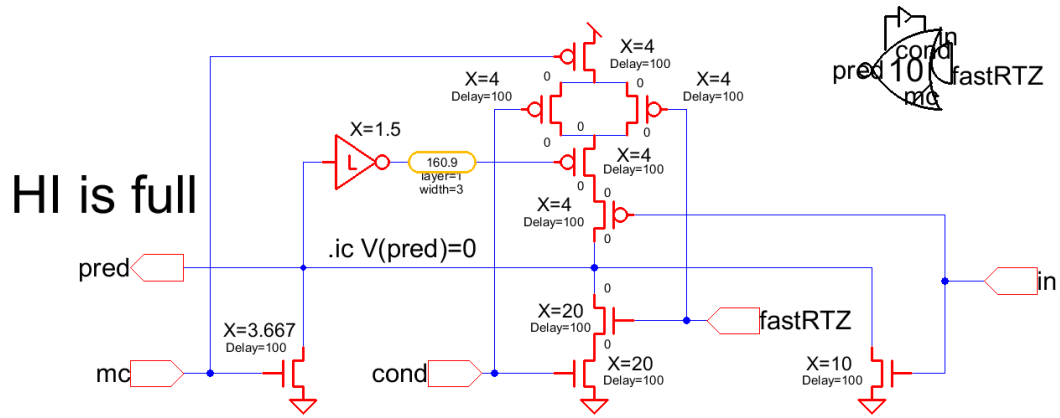 X=4
Delay=100
0
0
X=4
Delay=100
X=4
Delay=100
0
0
0
0
X=1.5
L
160.9
layer=1
width=3
X=4
Delay=100
0
0
X=4
Delay=100
0
HI is full
.ic V(pred)=0
pred
in
0
X=20
Delay=100
0
fastRTZ
X=3.667
Delay=100
mc
cond
X=20
Delay=100
X=10
Delay=100
in
cond
pred
10
fastRTZ
mc